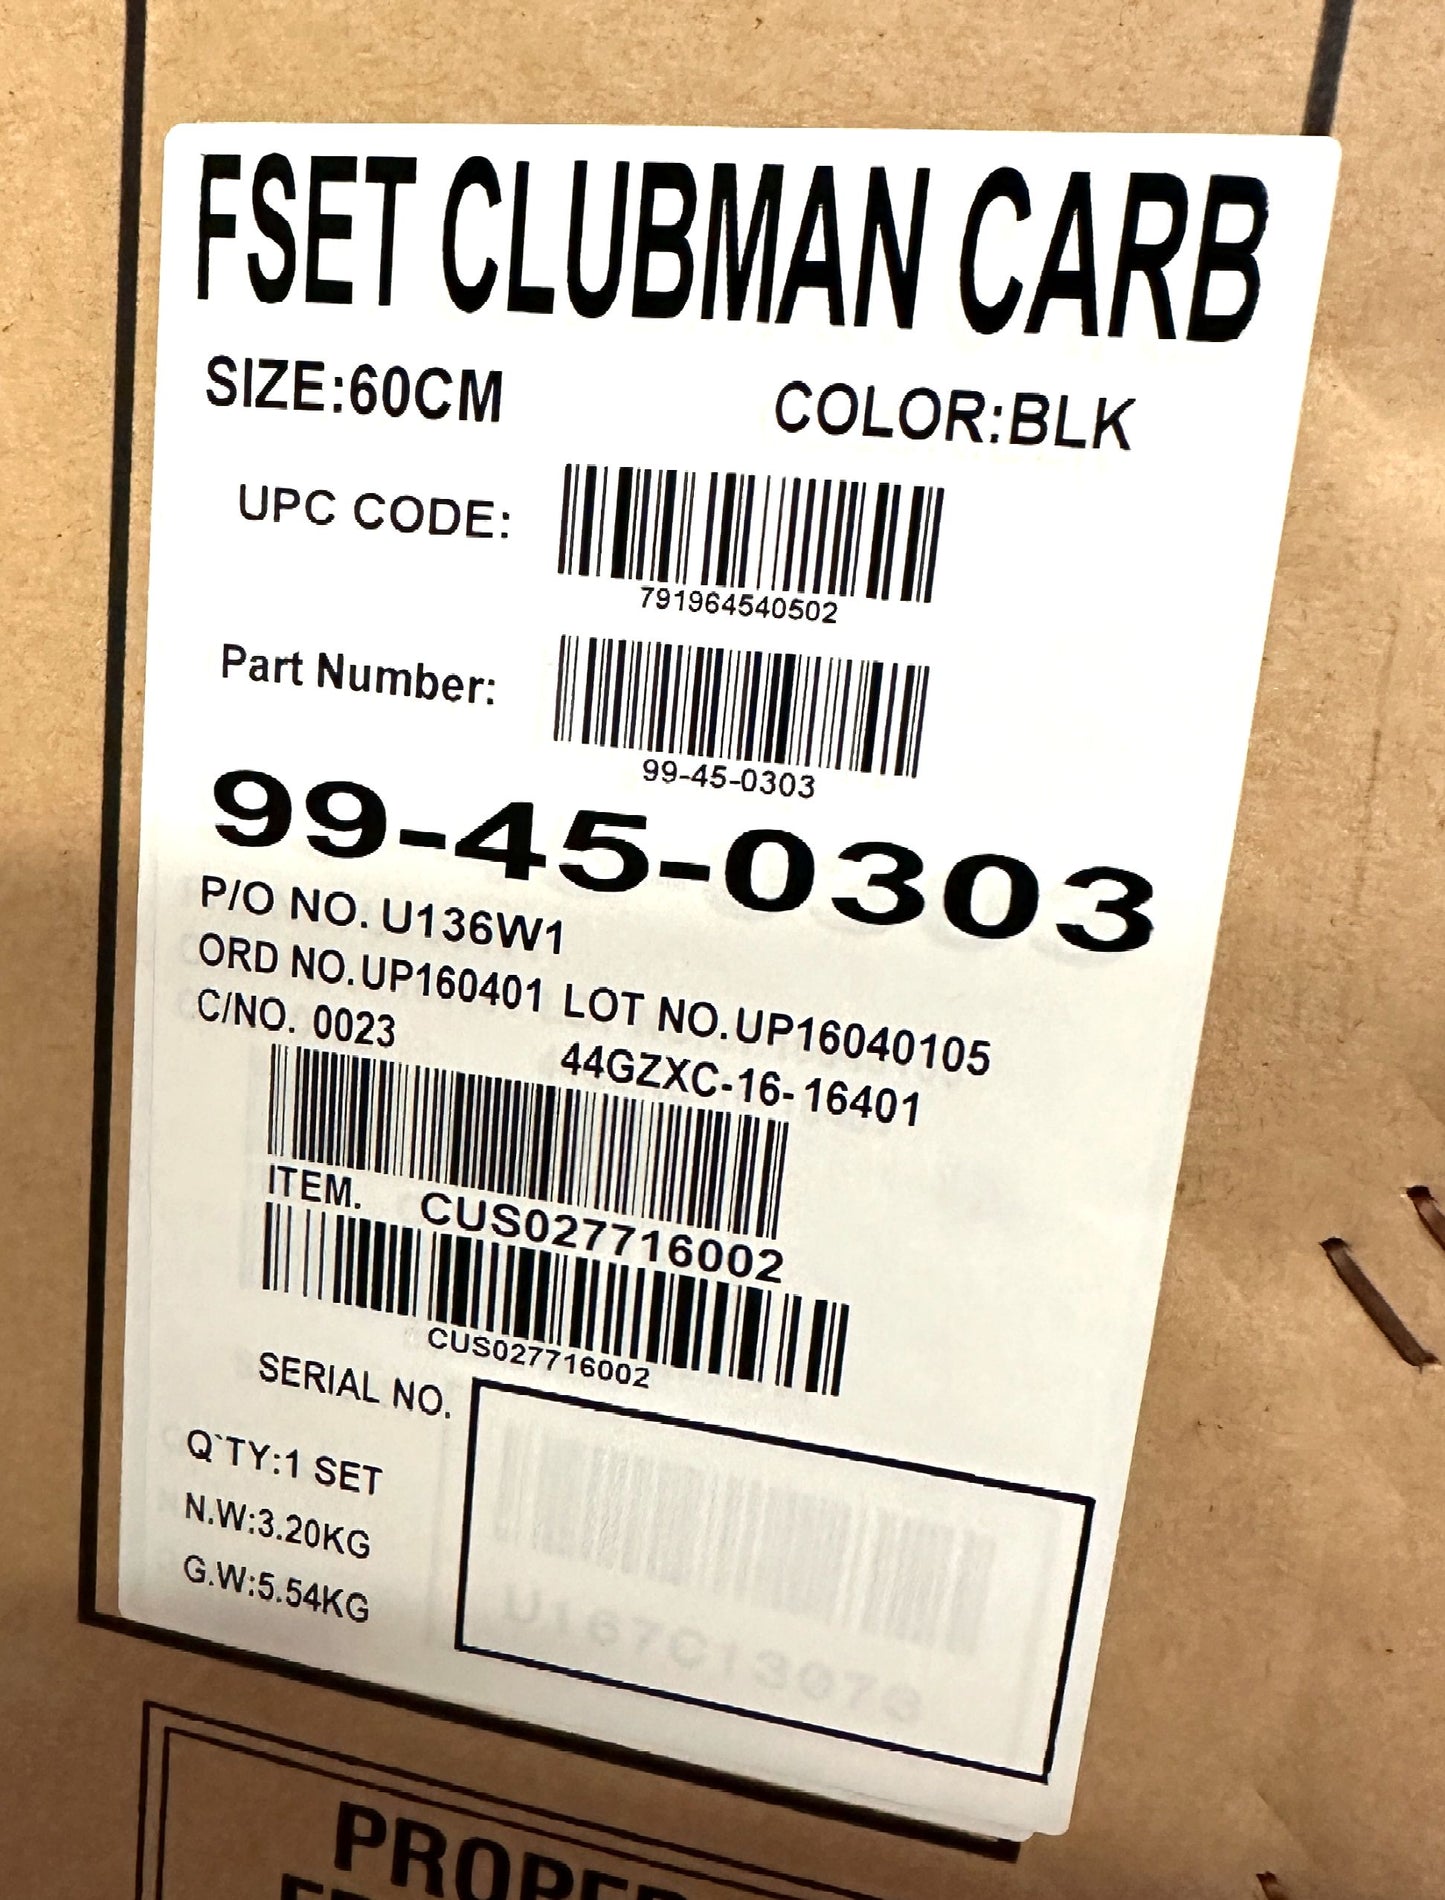 FSET CLUBMAN CARB
SIZE:60CM COLOR:BLK
UPC CODE:
791964540502
Part Number:
99-45-0303
99-45-0303
P/O NO. U136W1
ORD NO.UP160401 LOT NO.UP16040105
C/NO. 0023 44GZXC-16-16401
ITEM. CUS027716002
CUS027716002
SERIAL NO.
Q`TY:1 SET
N.W:3.20KG
G.W:5.54KG